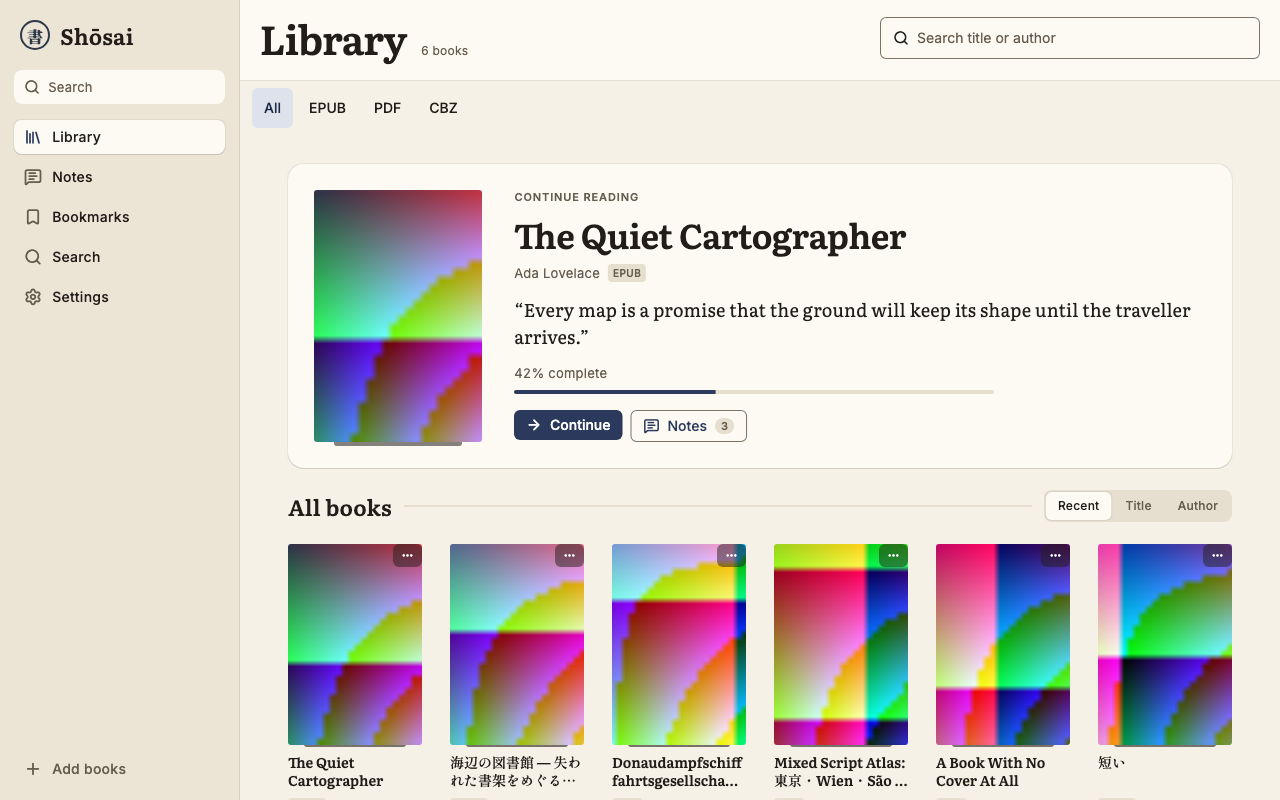 書 Shōsai
Search
Library
Notes
Bookmarks
Search
Settings
Add books
Library 6 books
Search title or author
All EPUB PDF CBZ
CONTINUE READING
The Quiet Cartographer
Ada Lovelace EPUB
“Every map is a promise that the ground will keep its shape until the traveller
arrives.”
42% complete
Continue Notes 3
All books
Recent Title Author
The Quiet
Cartographer
海辺の図書館 — 失わ
れた書架をめぐる…
Donaudampfschiff
fahrtsgesellscha…
Mixed Script Atlas:
東京・Wien・São …
A Book With No
Cover At All
短い